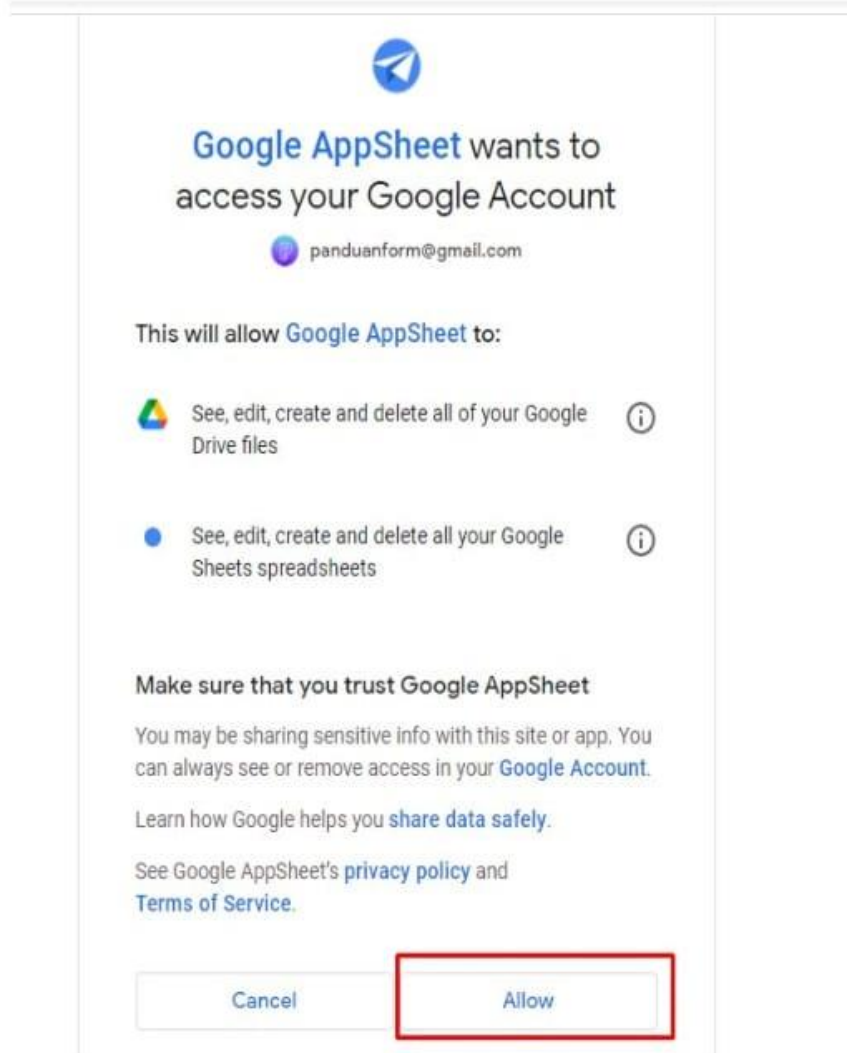 Google AppSheet wants to
access your Google Account
panduanform@gmail.com
This will allow Google AppSheet to:
See, edit, create and delete all of your Google
Drive files
See, edit, create and delete all your Google
Sheets spreadsheets
Make sure that you trust Google AppSheet
You may be sharing sensitive info with this site or app. You
can always see or remove access in your Google Account.
Learn how Google helps you share data safely.
See Google AppSheet's privacy policy and
Terms of Service.
Cancel
Allow